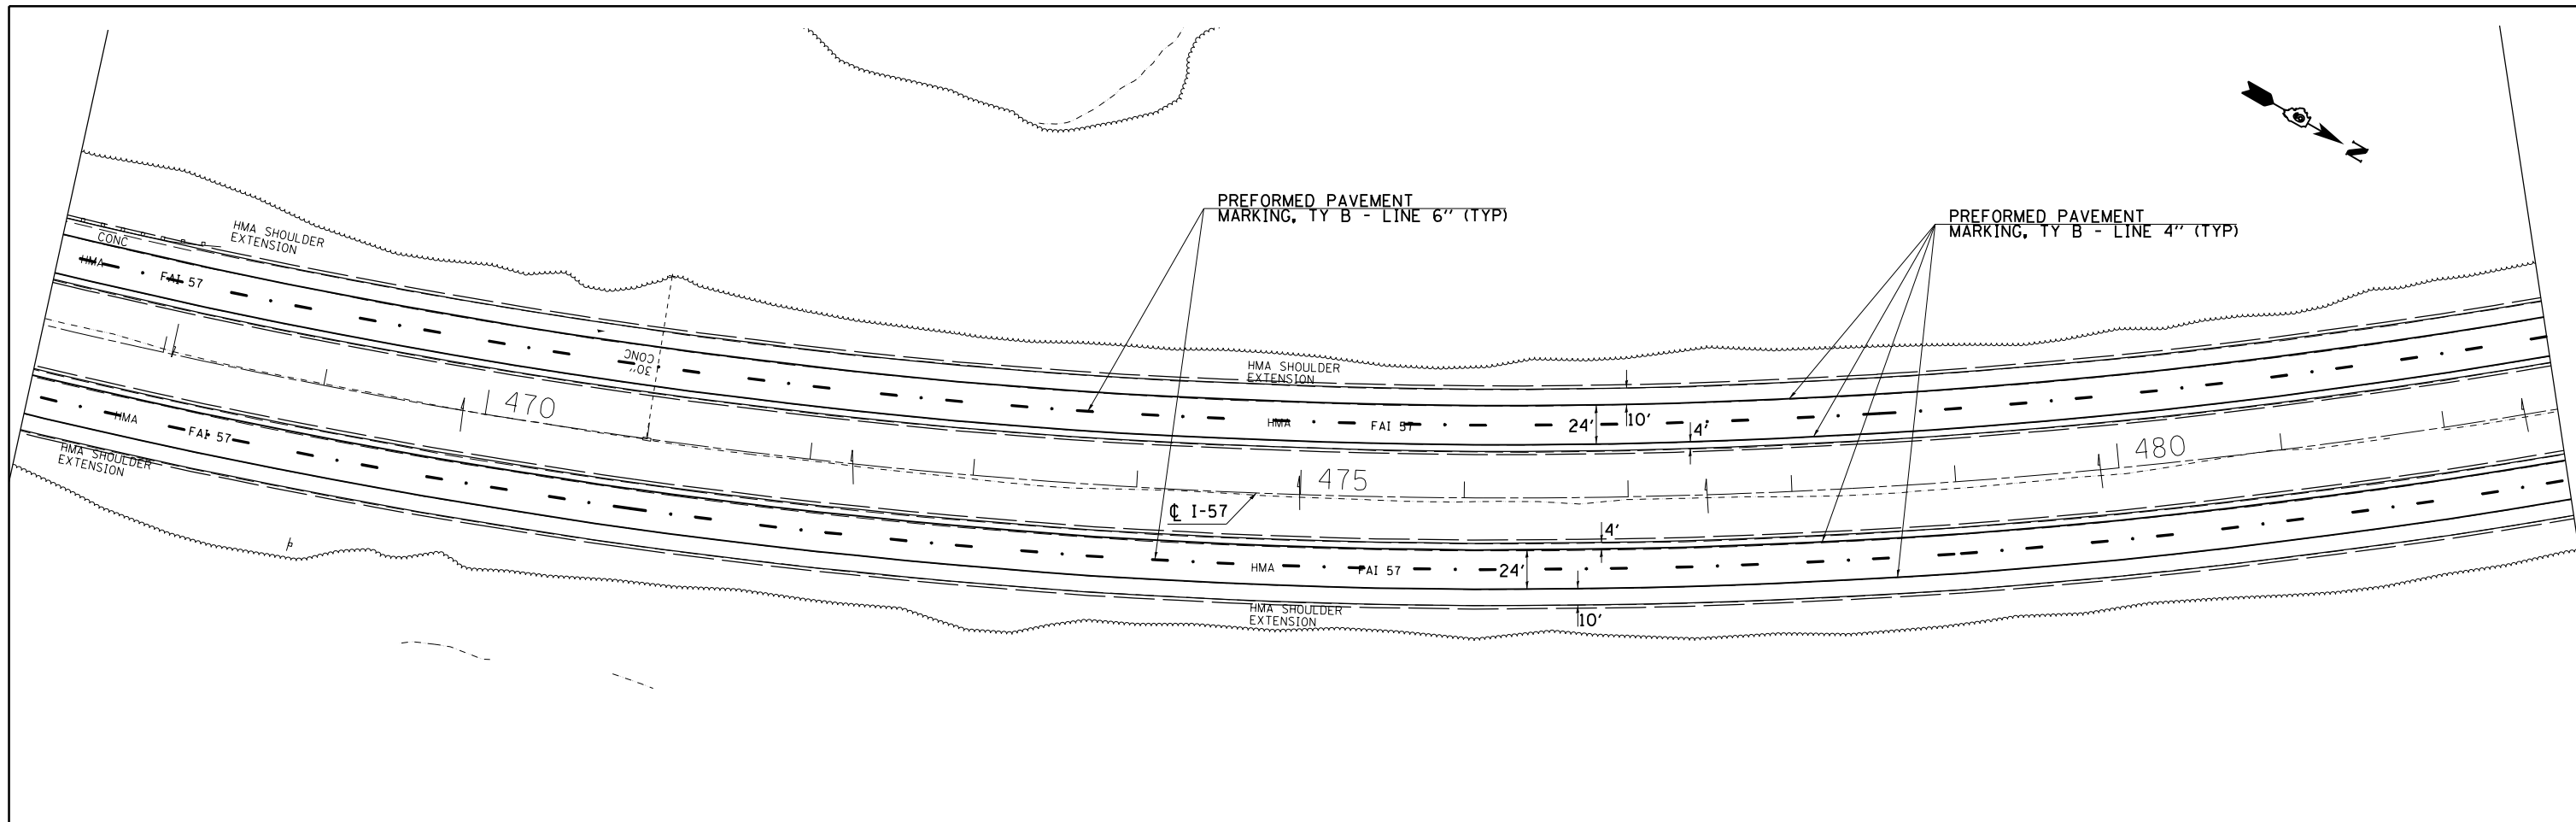 N
PREFORMED PAVEMENT
MARKING, TY B - LINE 6'' (TYP)
PREFORMED PAVEMENT
MARKING, TY B - LINE 4'' (TYP)
HMA SHOULDER
EXTENSION
CONC
HMA
FAI 57
CONC
30''
HMA SHOULDER
EXTENSION
470
HMA
FAI 57
HMA SHOULDER
EXTENSION
HMA
FAI 57
24'
10'
4'
475
480
℄ I-57
4'
HMA
FAI 57
24'
HMA SHOULDER
EXTENSION
10'